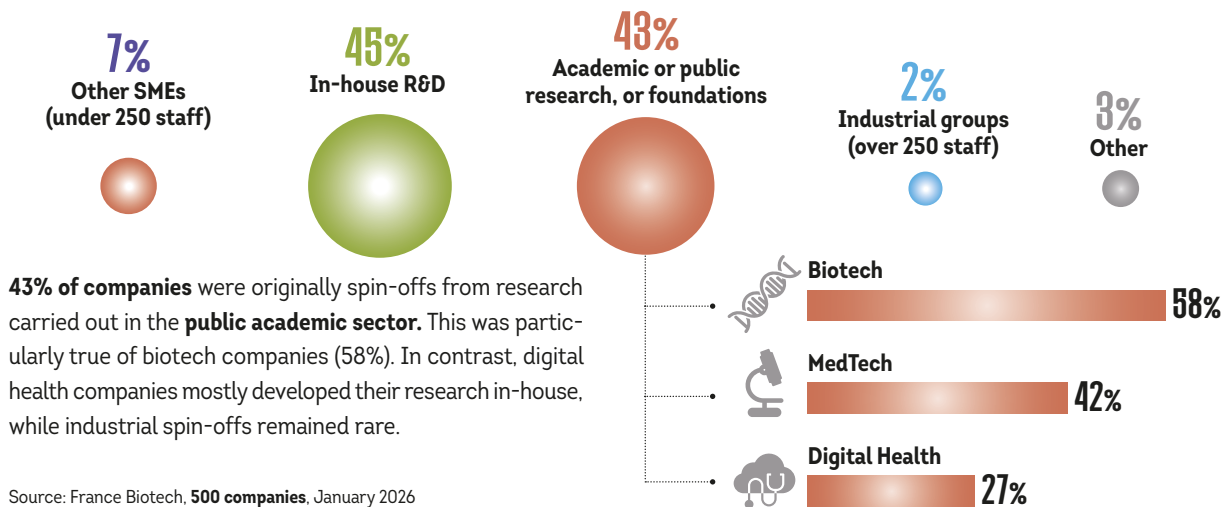 7%
Other SMEs
(under 250 staff)
45%
In-house R&D
43%
Academic or public
research, or foundations
2%
Industrial groups
(over 250 staff)
3%
Other
43% of companies were originally spin-offs from research
carried out in the public academic sector. This was partic-
ularly true of biotech companies (58%). In contrast, digital
health companies mostly developed their research in-house,
while industrial spin-offs remained rare.
Source: France Biotech, 500 companies, January 2026
Biotech
58%
MedTech
42%
Digital Health
27%